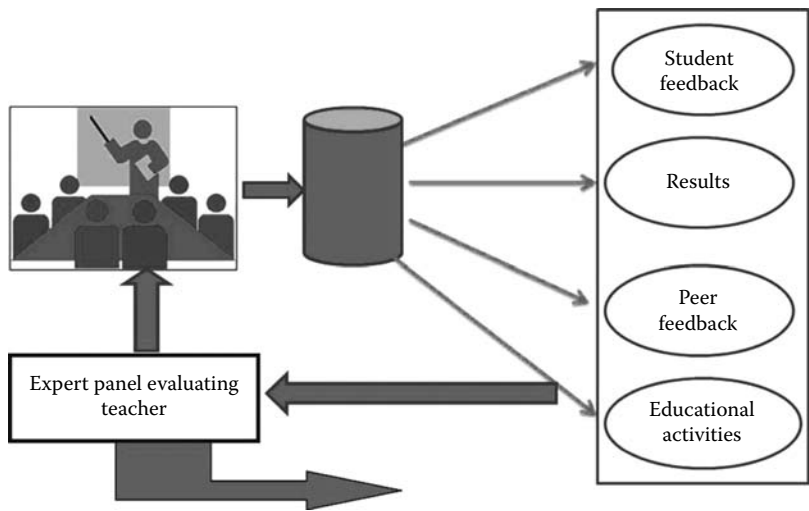 Student
feedback
Results
Peer
feedback
Expert panel evaluating
teacher
Educational
activities